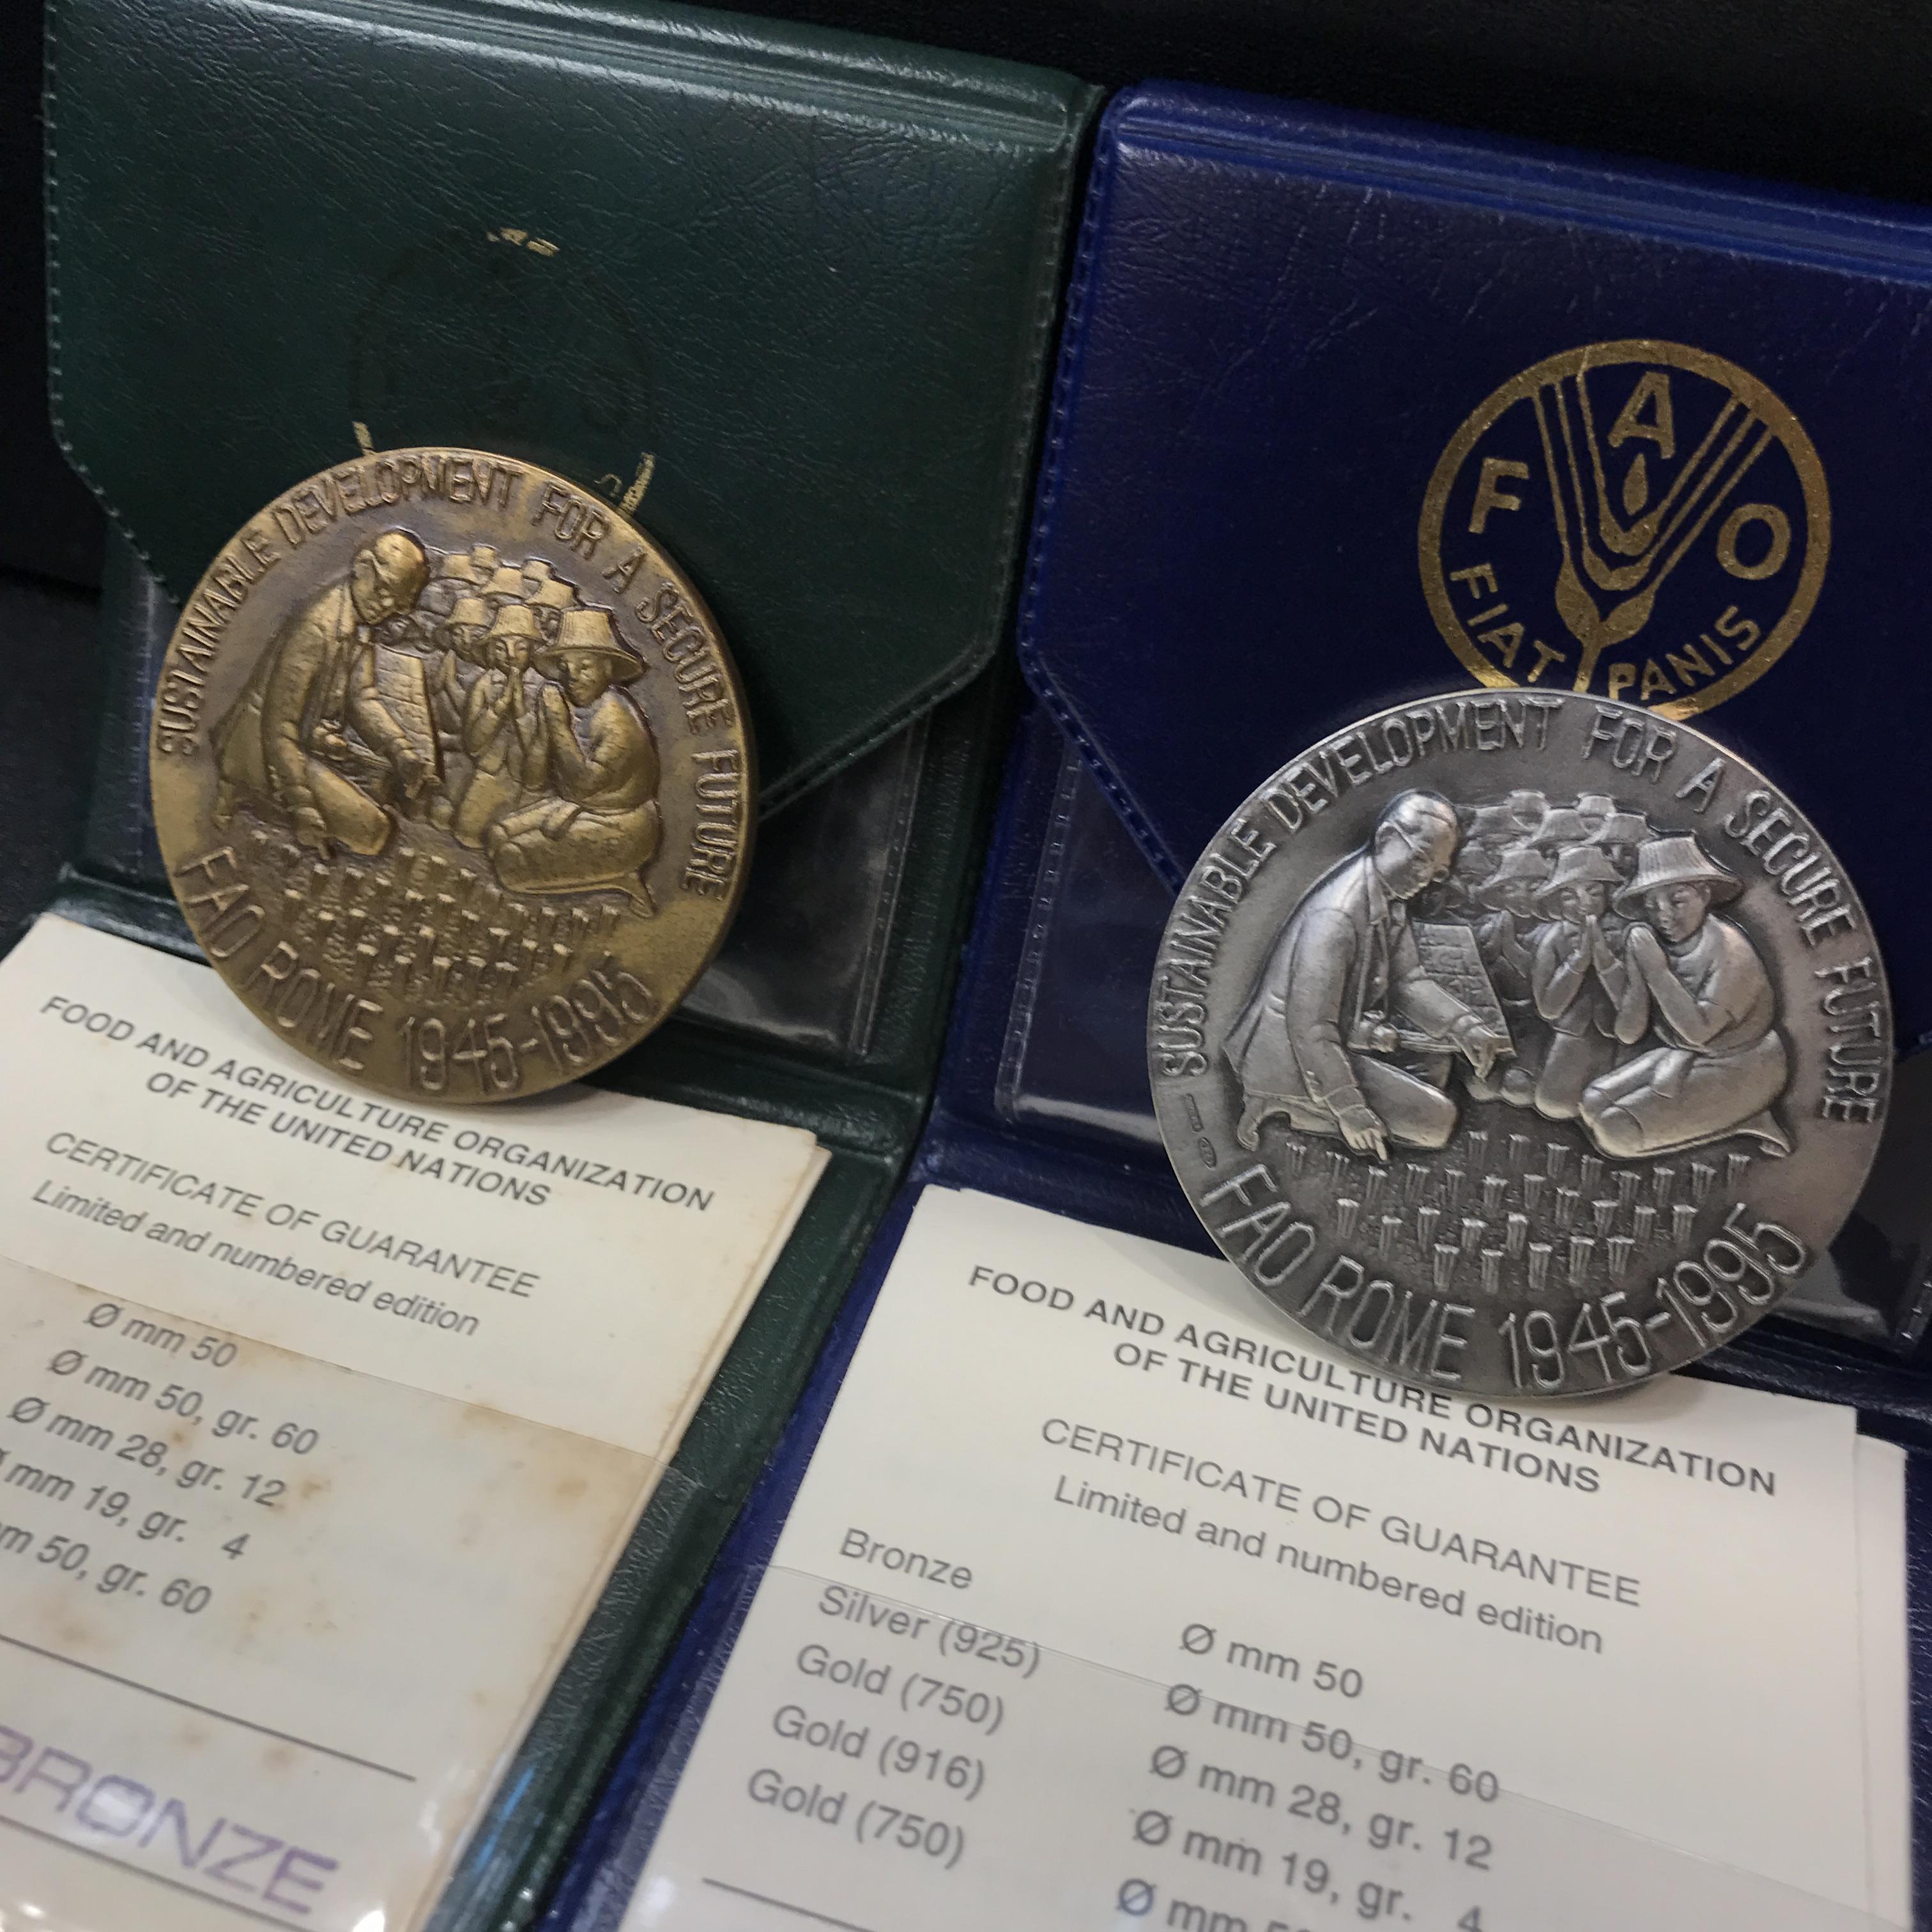 SUSTAINABLE DEVELOPMENT FOR A SECURE FUTURE
FAO ROME 1945-1995
FOOD AND AGRICULTURE ORGANIZATION
OF THE UNITED NATIONS
CERTIFICATE OF GUARANTEE
Limited and numbered edition
Ø mm 50
Ø mm 50, gr. 60
Ø mm 28, gr. 12
mm 19, gr. 4
mm 50, gr. 60
BRONZE
F A O
FIAT PANIS
SUSTAINABLE DEVELOPMENT FOR A SECURE FUTURE
FAO ROME 1945-1995
FOOD AND AGRICULTURE ORGANIZATION
OF THE UNITED NATIONS
CERTIFICATE OF GUARANTEE
Limited and numbered edition
Bronze Ø mm 50
Silver (925) Ø mm 50, gr. 60
Gold (750) Ø mm 28, gr. 12
Gold (916) Ø mm 19, gr. 4
Gold (750) Ø mm